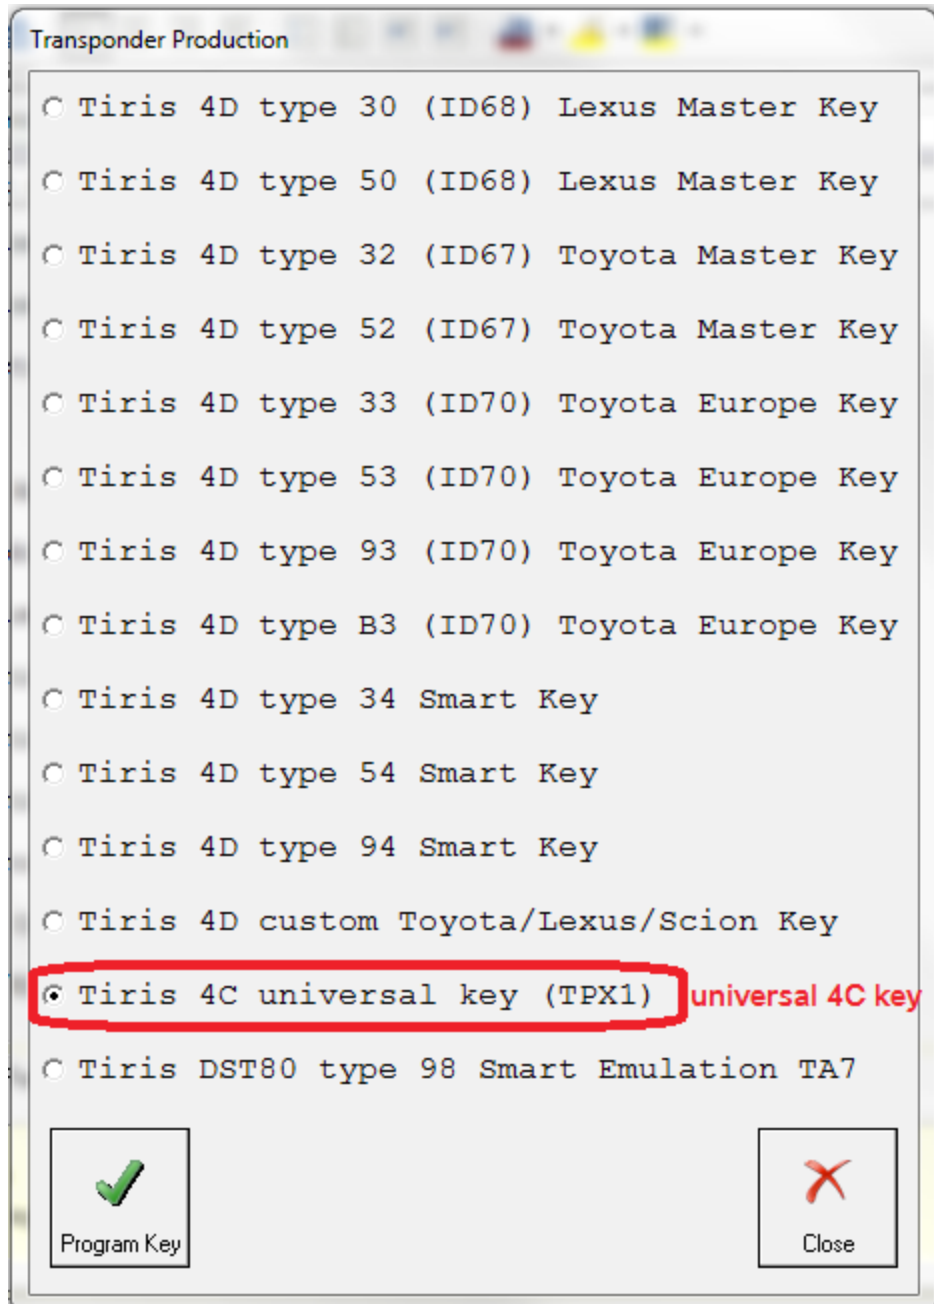 Transponder Production
Tiris 4D type 30 (ID68) Lexus Master Key
Tiris 4D type 50 (ID68) Lexus Master Key
Tiris 4D type 32 (ID67) Toyota Master Key
Tiris 4D type 52 (ID67) Toyota Master Key
Tiris 4D type 33 (ID70) Toyota Europe Key
Tiris 4D type 53 (ID70) Toyota Europe Key
Tiris 4D type 93 (ID70) Toyota Europe Key
Tiris 4D type B3 (ID70) Toyota Europe Key
Tiris 4D type 34 Smart Key
Tiris 4D type 54 Smart Key
Tiris 4D type 94 Smart Key
Tiris 4D custom Toyota/Lexus/Scion Key
Tiris 4C universal key (TPX1) universal 4C key
Tiris DST80 type 98 Smart Emulation TA7
Program Key Close